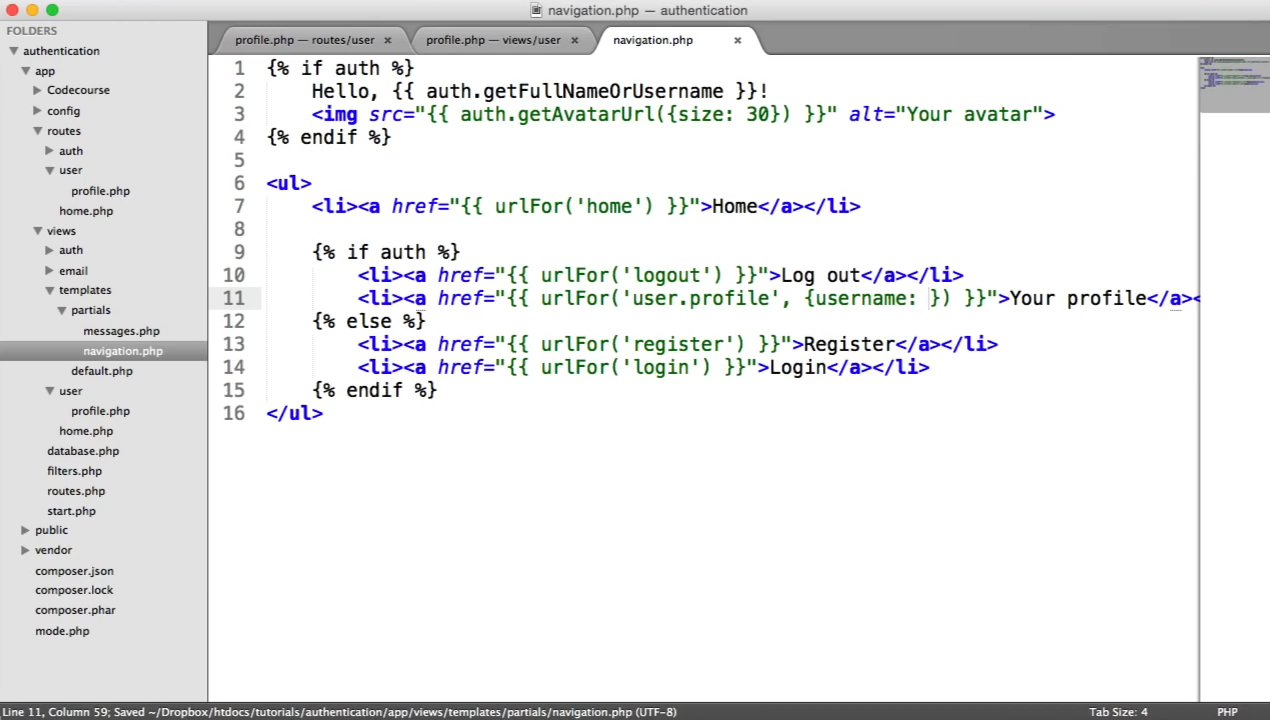 navigation.php — authentication
FOLDERS
authentication
app
Codecourse
config
routes
auth
user
profile.php
home.php
views
auth
email
templates
partials
messages.php
navigation.php
default.php
user
profile.php
home.php
database.php
filters.php
routes.php
start.php
public
vendor
composer.json
composer.lock
composer.phar
mode.php
profile.php — routes/user ×
profile.php — views/user ×
navigation.php ×
1 {% if auth %}
2     Hello, {{ auth.getFullNameOrUsername }}!
3     <img src="{{ auth.getAvatarUrl({size: 30}) }}" alt="Your avatar">
4 {% endif %}
5
6 <ul>
7     <li><a href="{{ urlFor('home') }}">Home</a></li>
8
9     {% if auth %}
10         <li><a href="{{ urlFor('logout') }}">Log out</a></li>
11         <li><a href="{{ urlFor('user.profile', {username: }) }}">Your profile</a><
12     {% else %}
13         <li><a href="{{ urlFor('register') }}">Register</a></li>
14         <li><a href="{{ urlFor('login') }}">Login</a></li>
15     {% endif %}
16 </ul>
Line 11, Column 59; Saved ~/Dropbox/htdocs/tutorials/authentication/app/views/templates/partials/navigation.php (UTF-8)
Tab Size: 4
PHP